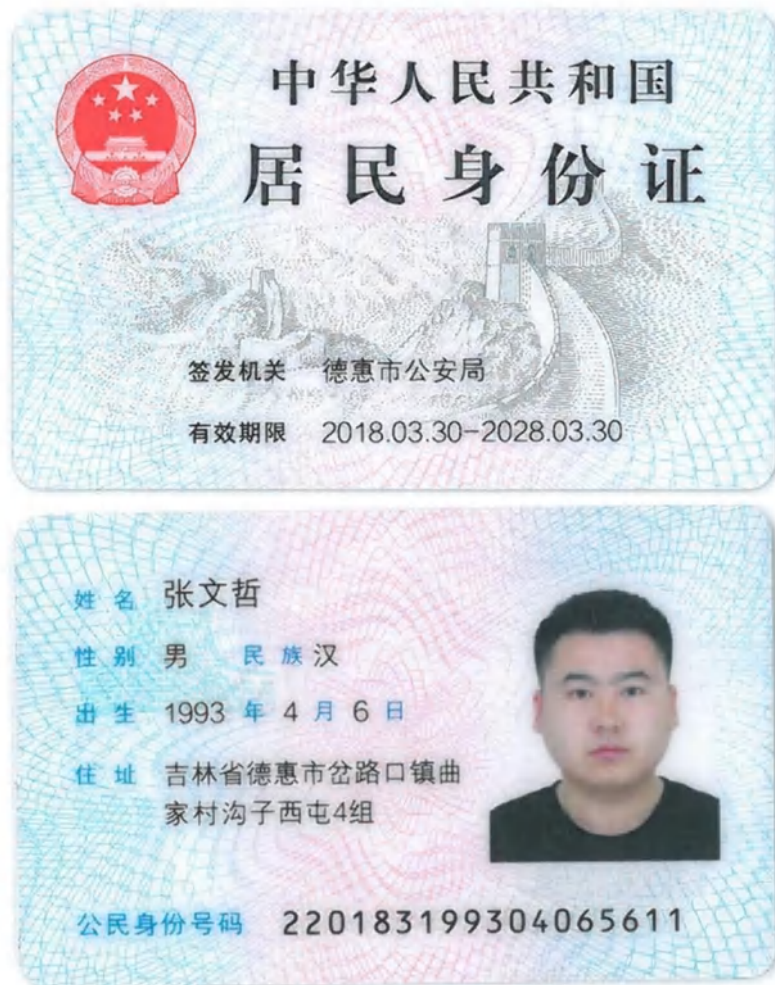 中华人民共和国
居民身份证
签发机关 德惠市公安局
有效期限 2018.03.30-2028.03.30
姓名 张文哲
性别 男 民族 汉
出生 1993 年 4 月 6 日
住址 吉林省德惠市岔路口镇曲
家村沟子西屯4组
公民身份号码 220183199304065611